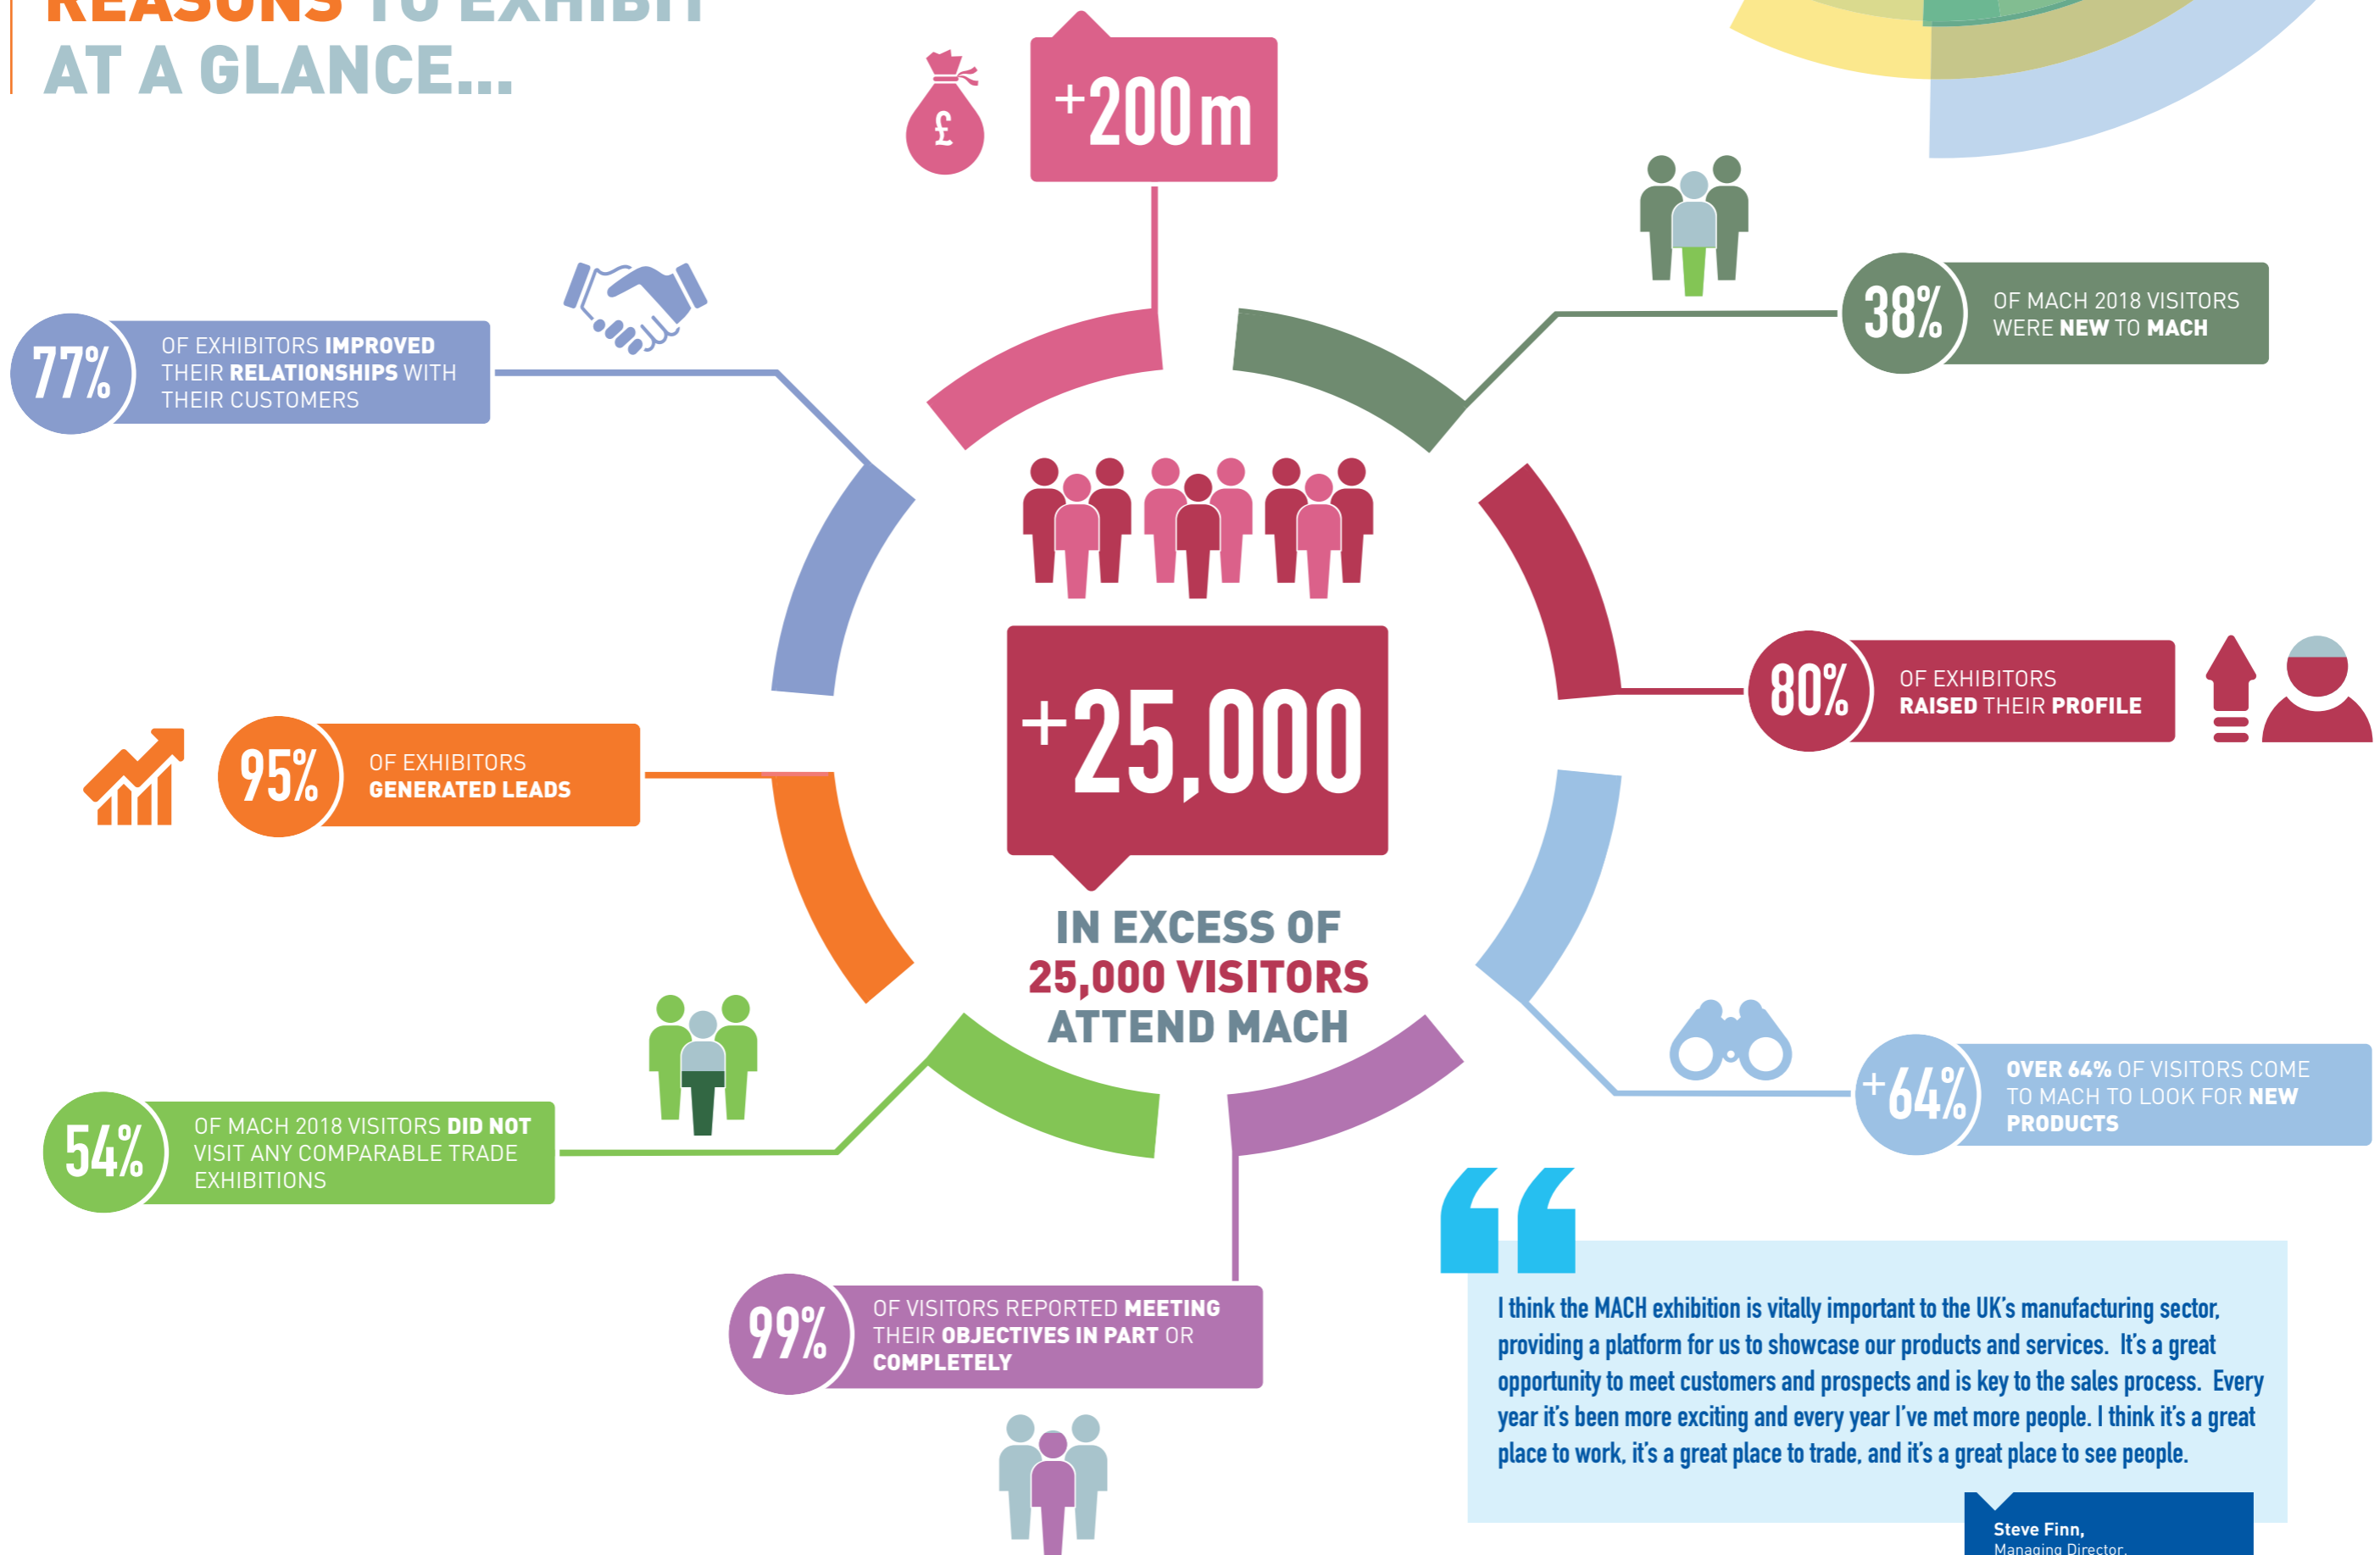 REASONS TO EXHIBIT
AT A GLANCE...
£
+200m
77%
OF EXHIBITORS IMPROVED
THEIR RELATIONSHIPS WITH
THEIR CUSTOMERS
38%
OF MACH 2018 VISITORS
WERE NEW TO MACH
95%
OF EXHIBITORS
GENERATED LEADS
+25,000
IN EXCESS OF
25,000 VISITORS
ATTEND MACH
80%
OF EXHIBITORS
RAISED THEIR PROFILE
54%
OF MACH 2018 VISITORS DID NOT
VISIT ANY COMPARABLE TRADE
EXHIBITIONS
+64%
OVER 64% OF VISITORS COME
TO MACH TO LOOK FOR NEW
PRODUCTS
99%
OF VISITORS REPORTED MEETING
THEIR OBJECTIVES IN PART OR
COMPLETELY
“
I think the MACH exhibition is vitally important to the UK’s manufacturing sector,
providing a platform for us to showcase our products and services.  It’s a great
opportunity to meet customers and prospects and is key to the sales process.  Every
year it’s been more exciting and every year I’ve met more people. I think it’s a great
place to work, it’s a great place to trade, and it’s a great place to see people.
Steve Finn,
Managing Director,